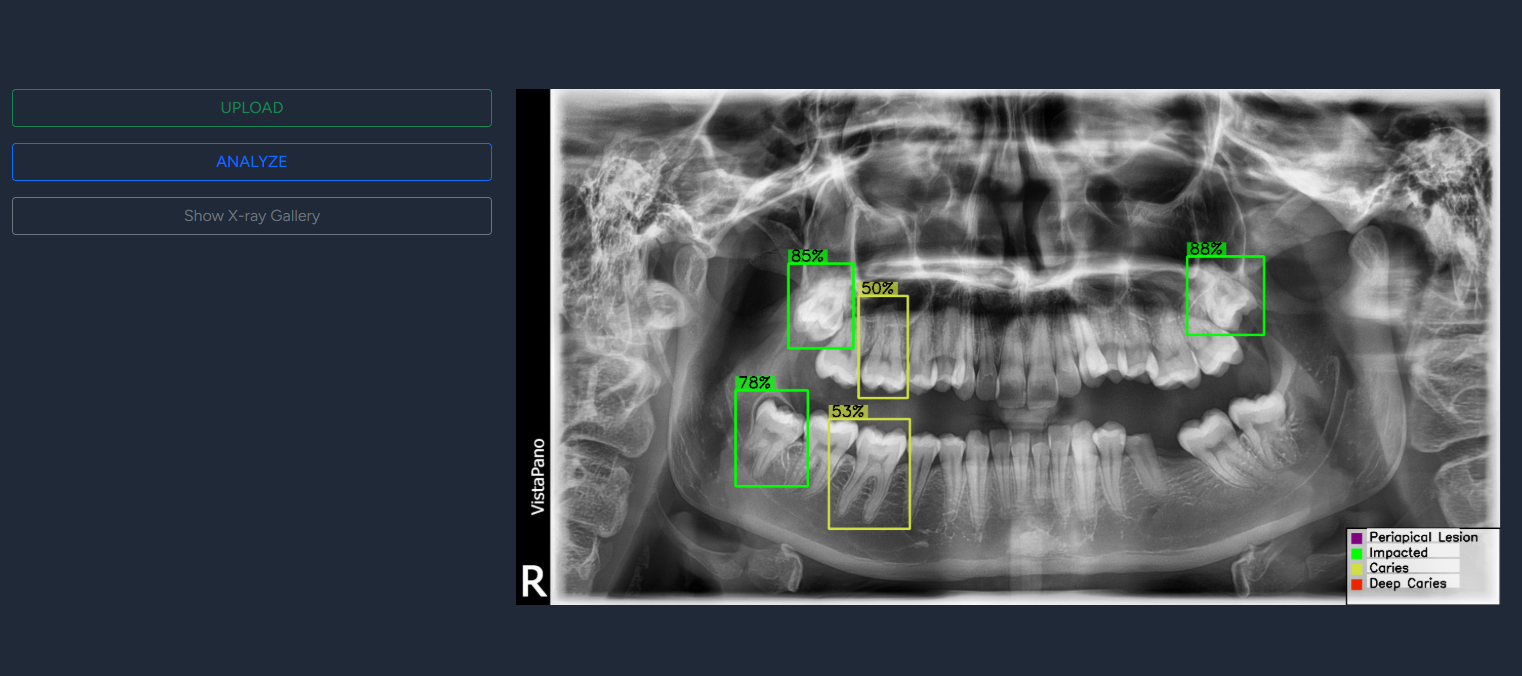 UPLOAD
ANALYZE
Show X-ray Gallery
85%
88%
50%
78%
53%
VistaPano
R
Periapical Lesion
Impacted
Caries
Deep Caries